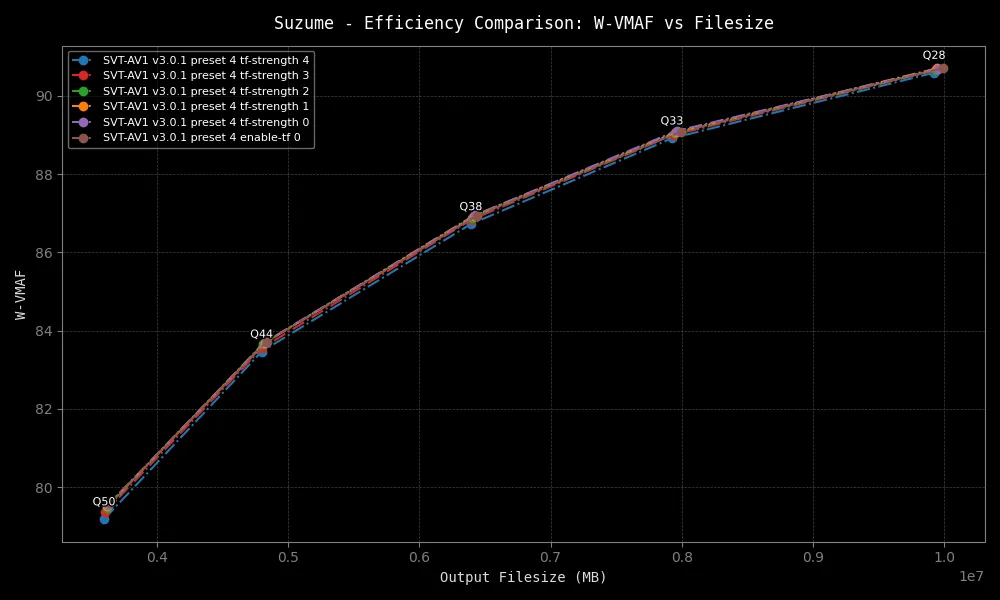 Suzume - Efficiency Comparison: W-VMAF vs Filesize
SVT-AV1 v3.0.1 preset 4 tf-strength 4
SVT-AV1 v3.0.1 preset 4 tf-strength 3
SVT-AV1 v3.0.1 preset 4 tf-strength 2
SVT-AV1 v3.0.1 preset 4 tf-strength 1
SVT-AV1 v3.0.1 preset 4 tf-strength 0
SVT-AV1 v3.0.1 preset 4 enable-tf 0
Q28
Q33
Q38
Q44
Q50
W-VMAF
90
88
86
84
82
80
0.4 0.5 0.6 0.7 0.8 0.9 1.0
1e7
Output Filesize (MB)